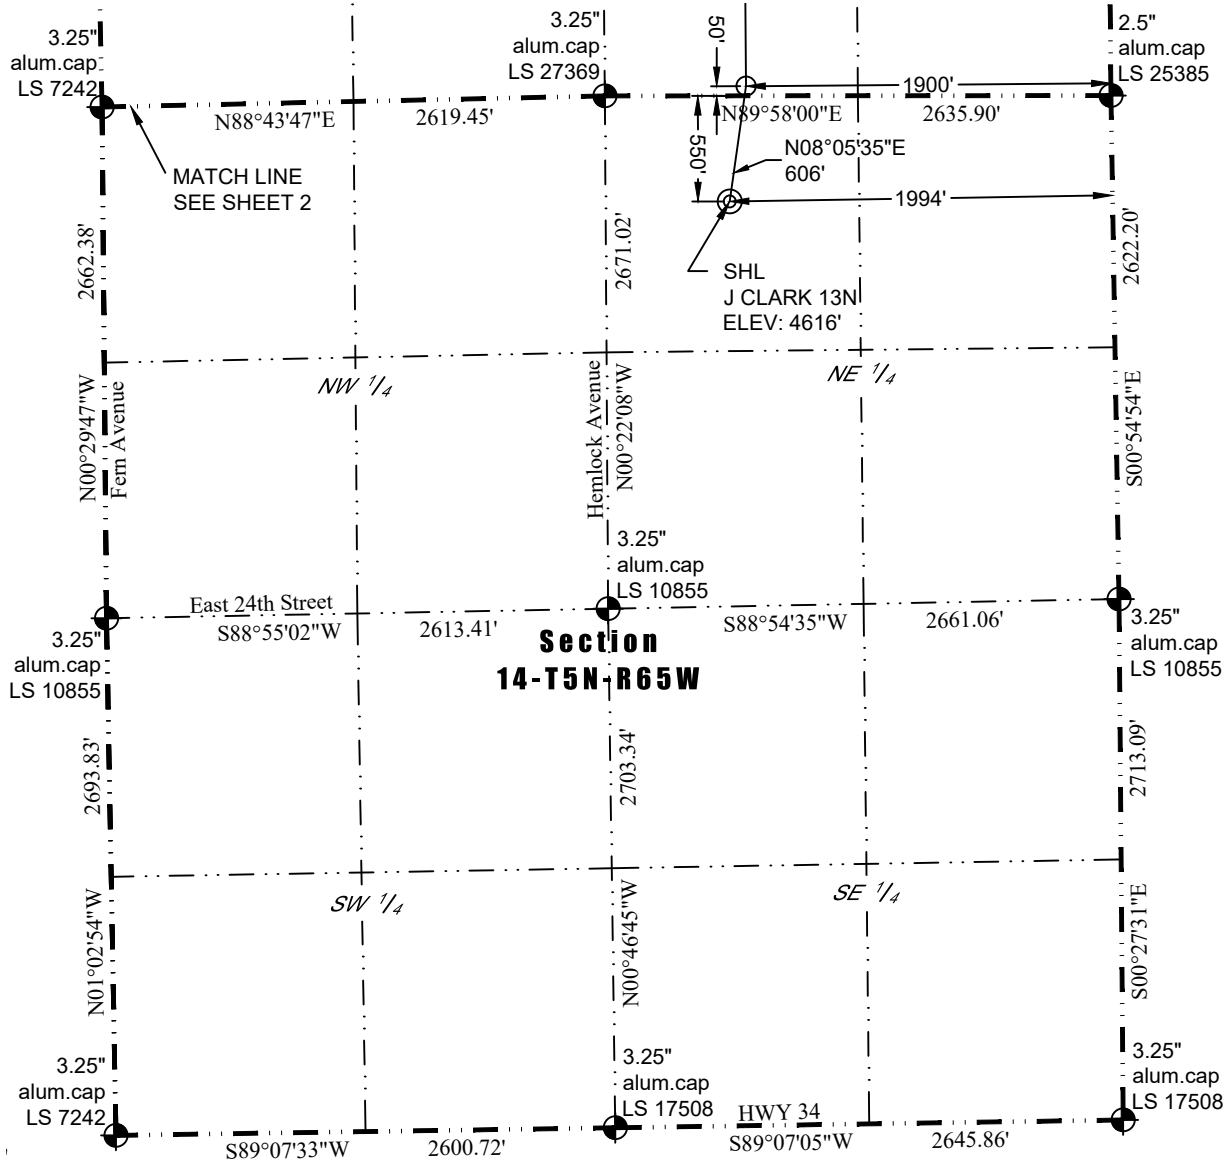 3.25"
alum.cap
LS 7242
3.25"
alum.cap
LS 27369
50'
2.5"
alum.cap
LS 25385
1900'
N88°43'47"E
2619.45'
N89°58'00"E
2635.90'
MATCH LINE
SEE SHEET 2
550'
N08°05'35"E
606'
1994'
2662.38'
2671.02'
2622.20'
SHL
J CLARK 13N
ELEV: 4616'
NW 1/4
NE 1/4
N00°29'47"W
Fern Avenue
Hemlock Avenue
N00°22'08"W
S00°54'54"E
3.25"
alum.cap
LS 10855
East 24th Street
S88°55'02"W
2613.41'
S88°54'35"W
2661.06'
3.25"
alum.cap
LS 10855
Section
14-T5N-R65W
3.25"
alum.cap
LS 10855
2693.83'
2703.34'
2713.09'
SW 1/4
SE 1/4
N01°02'54"W
N00°46'45"W
S00°27'31"E
3.25"
alum.cap
LS 7242
3.25"
alum.cap
LS 17508
HWY 34
3.25"
alum.cap
LS 17508
S89°07'33"W
2600.72'
S89°07'05"W
2645.86'